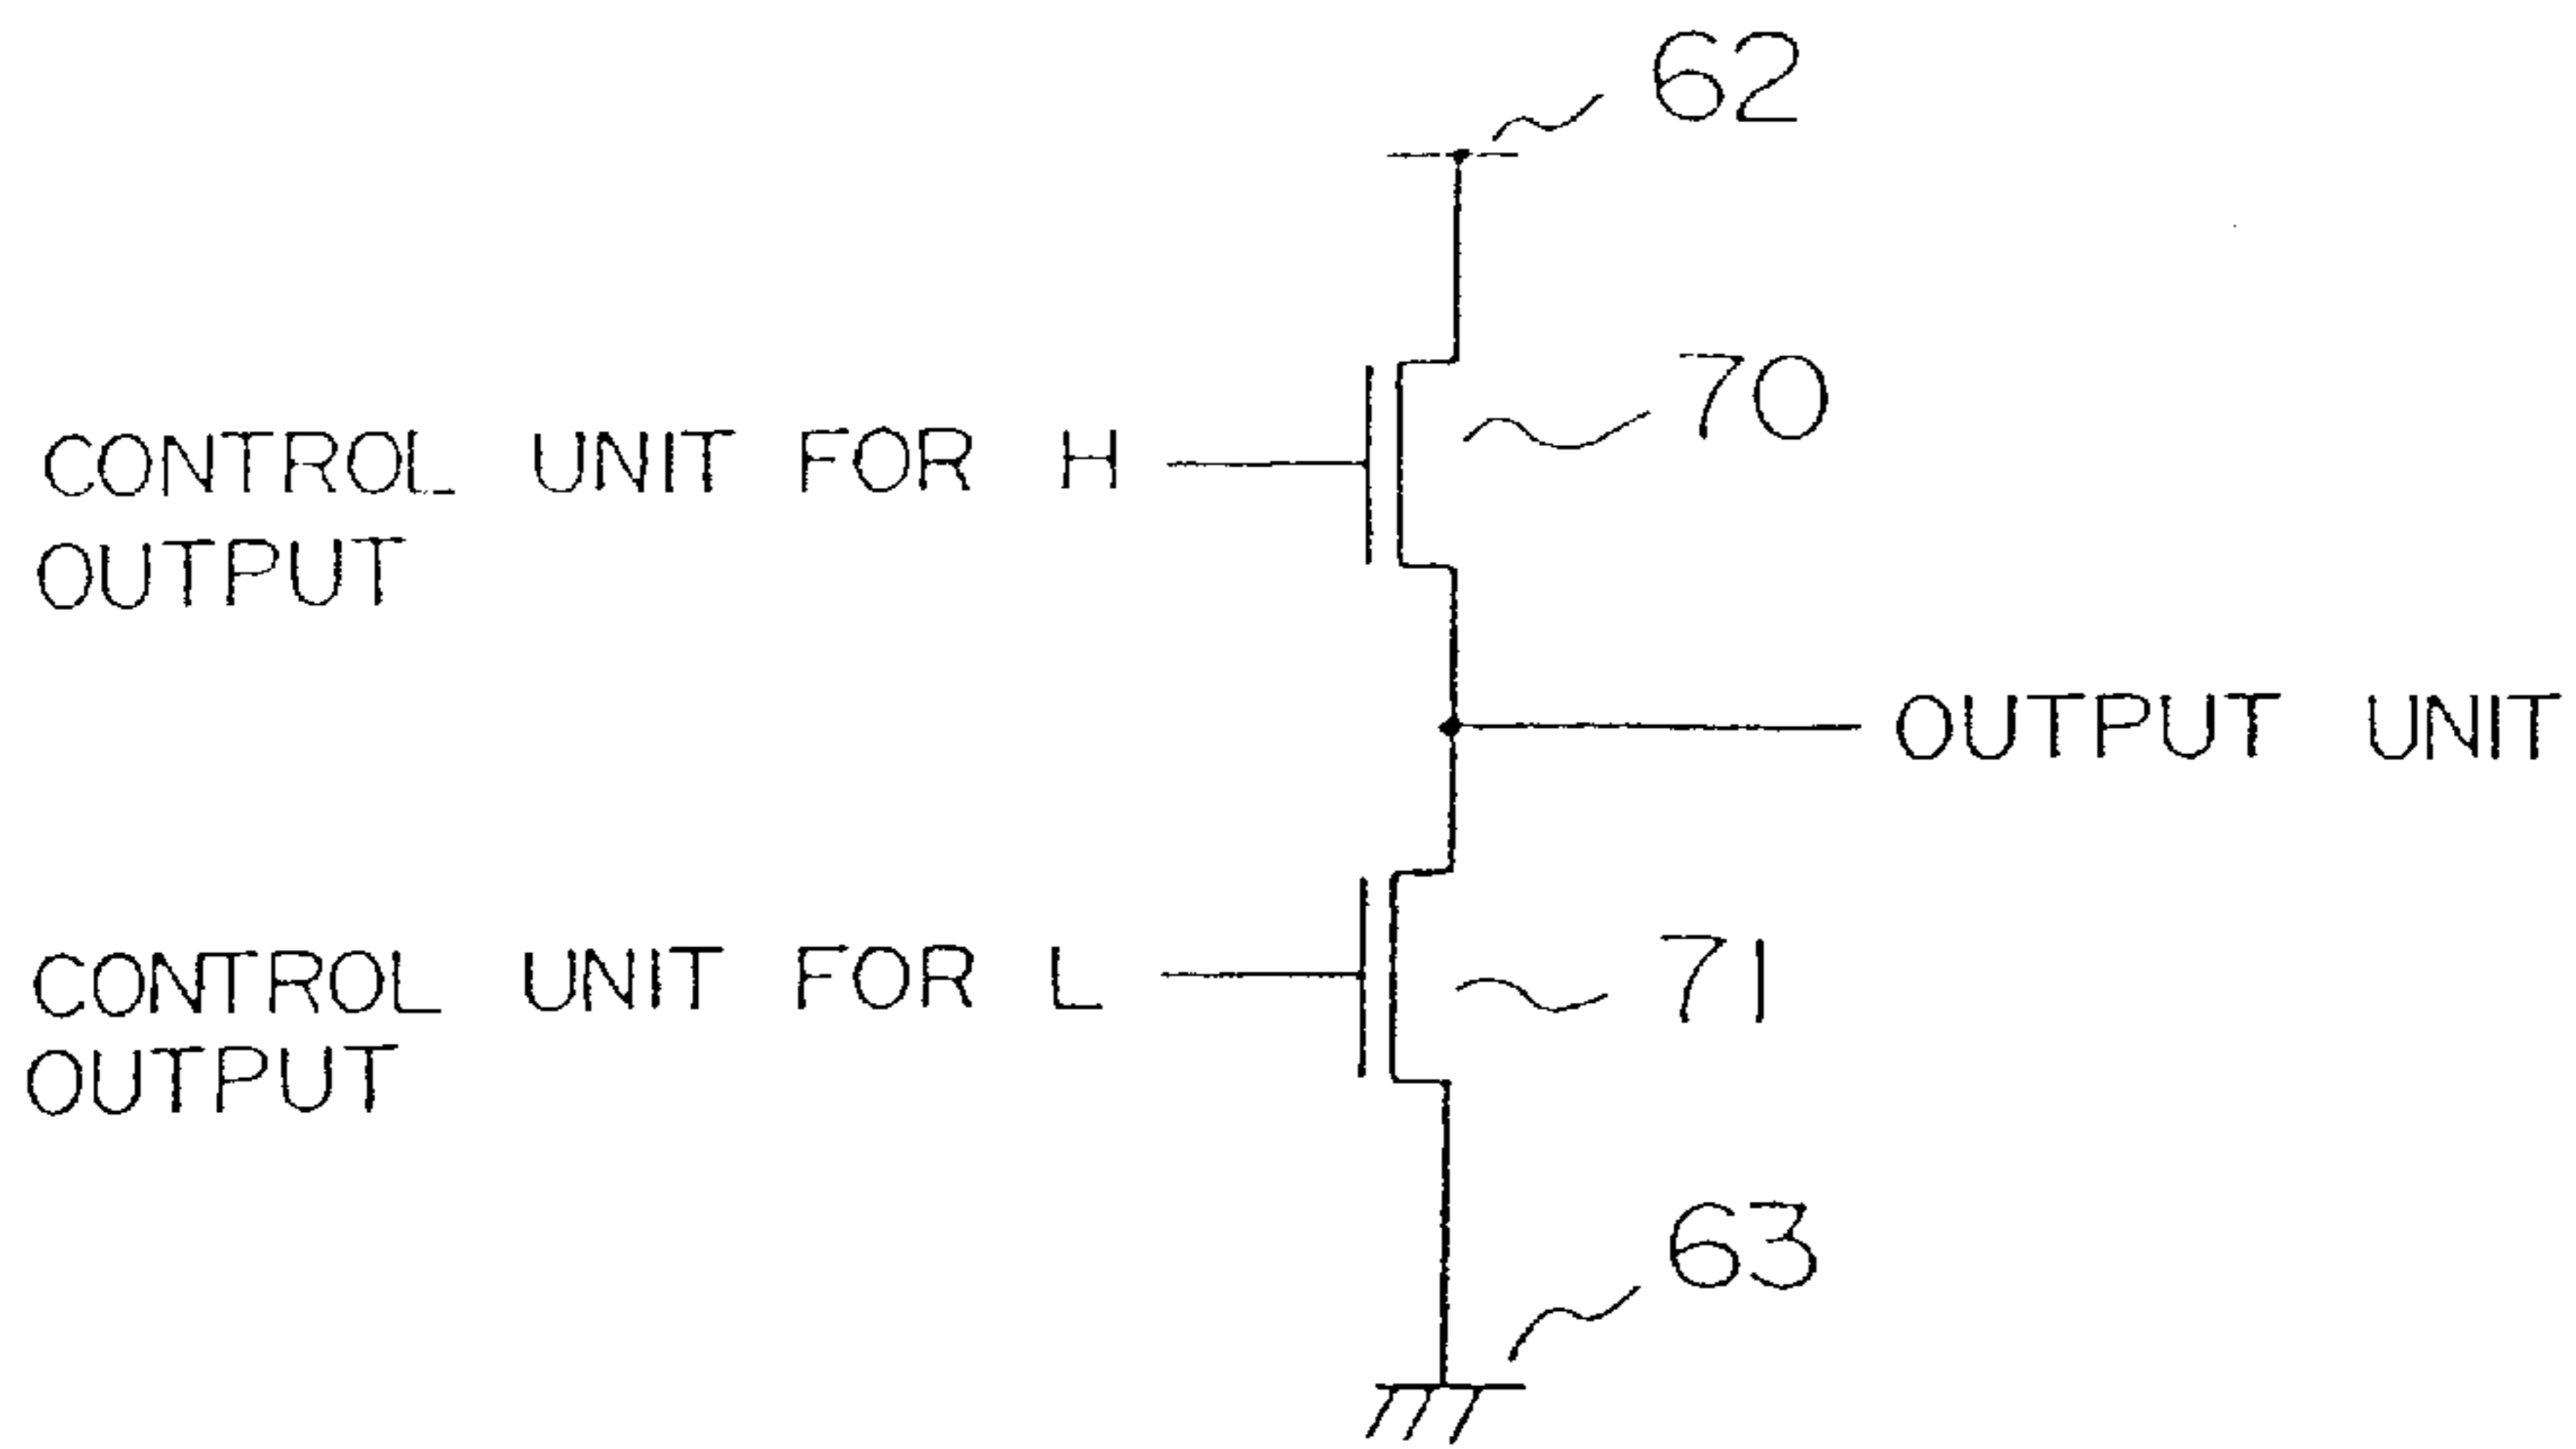 62
70
CONTROL UNIT FOR H
OUTPUT
OUTPUT UNIT
71
CONTROL UNIT FOR L
OUTPUT
63